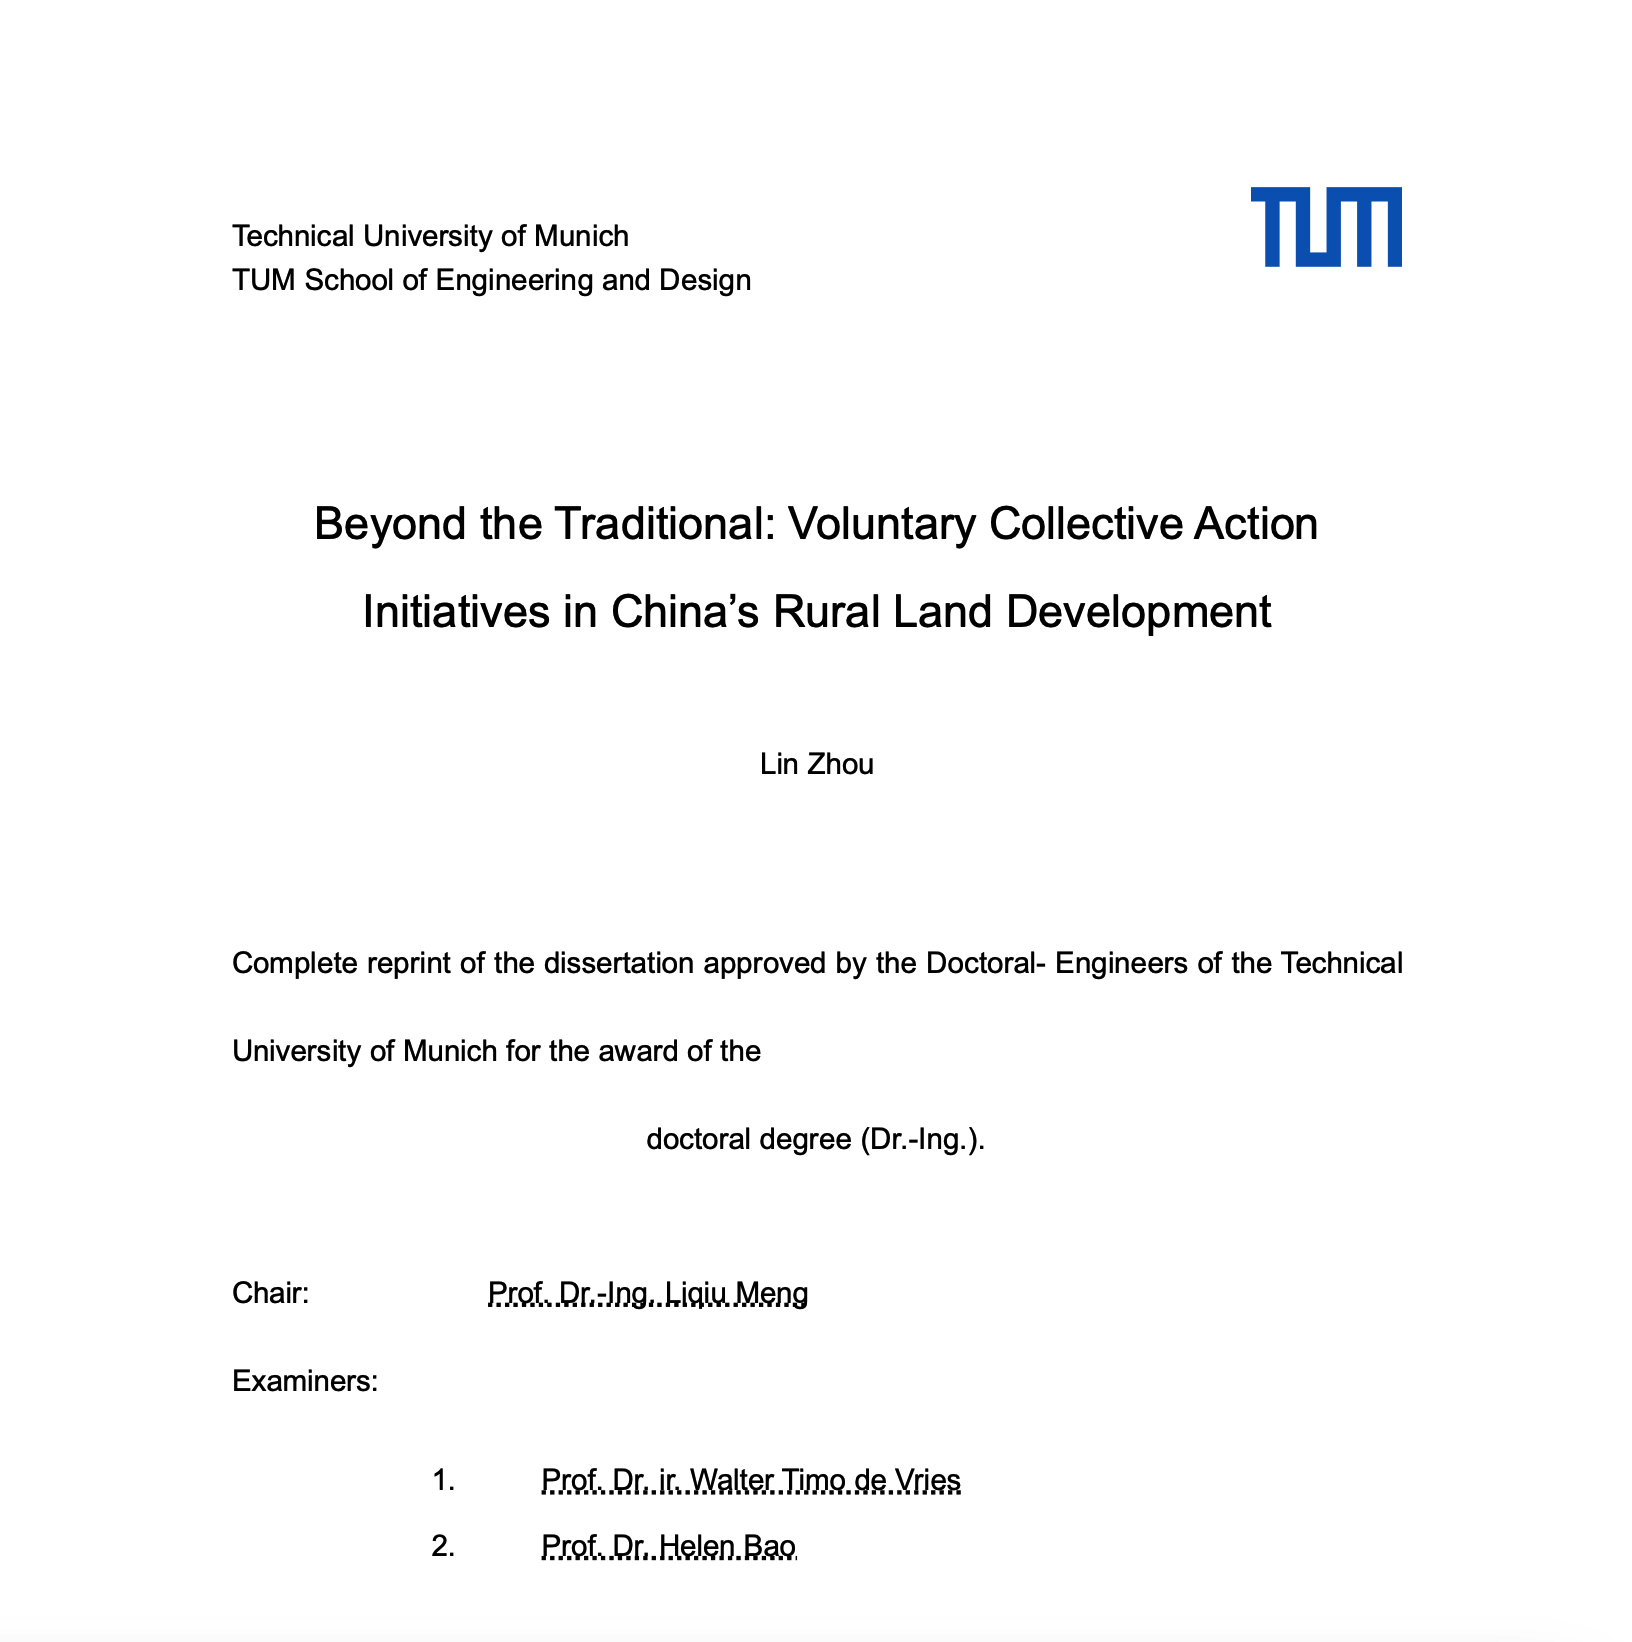 Technical University of Munich
TUM School of Engineering and Design
TUM
Beyond the Traditional: Voluntary Collective Action
Initiatives in China’s Rural Land Development
Lin Zhou
Complete reprint of the dissertation approved by the Doctoral- Engineers of the Technical
University of Munich for the award of the
doctoral degree (Dr.-Ing.).
Chair: Prof. Dr.-Ing. Liqiu Meng
Examiners:
1. Prof. Dr. ir. Walter Timo de Vries
2. Prof. Dr. Helen Bao